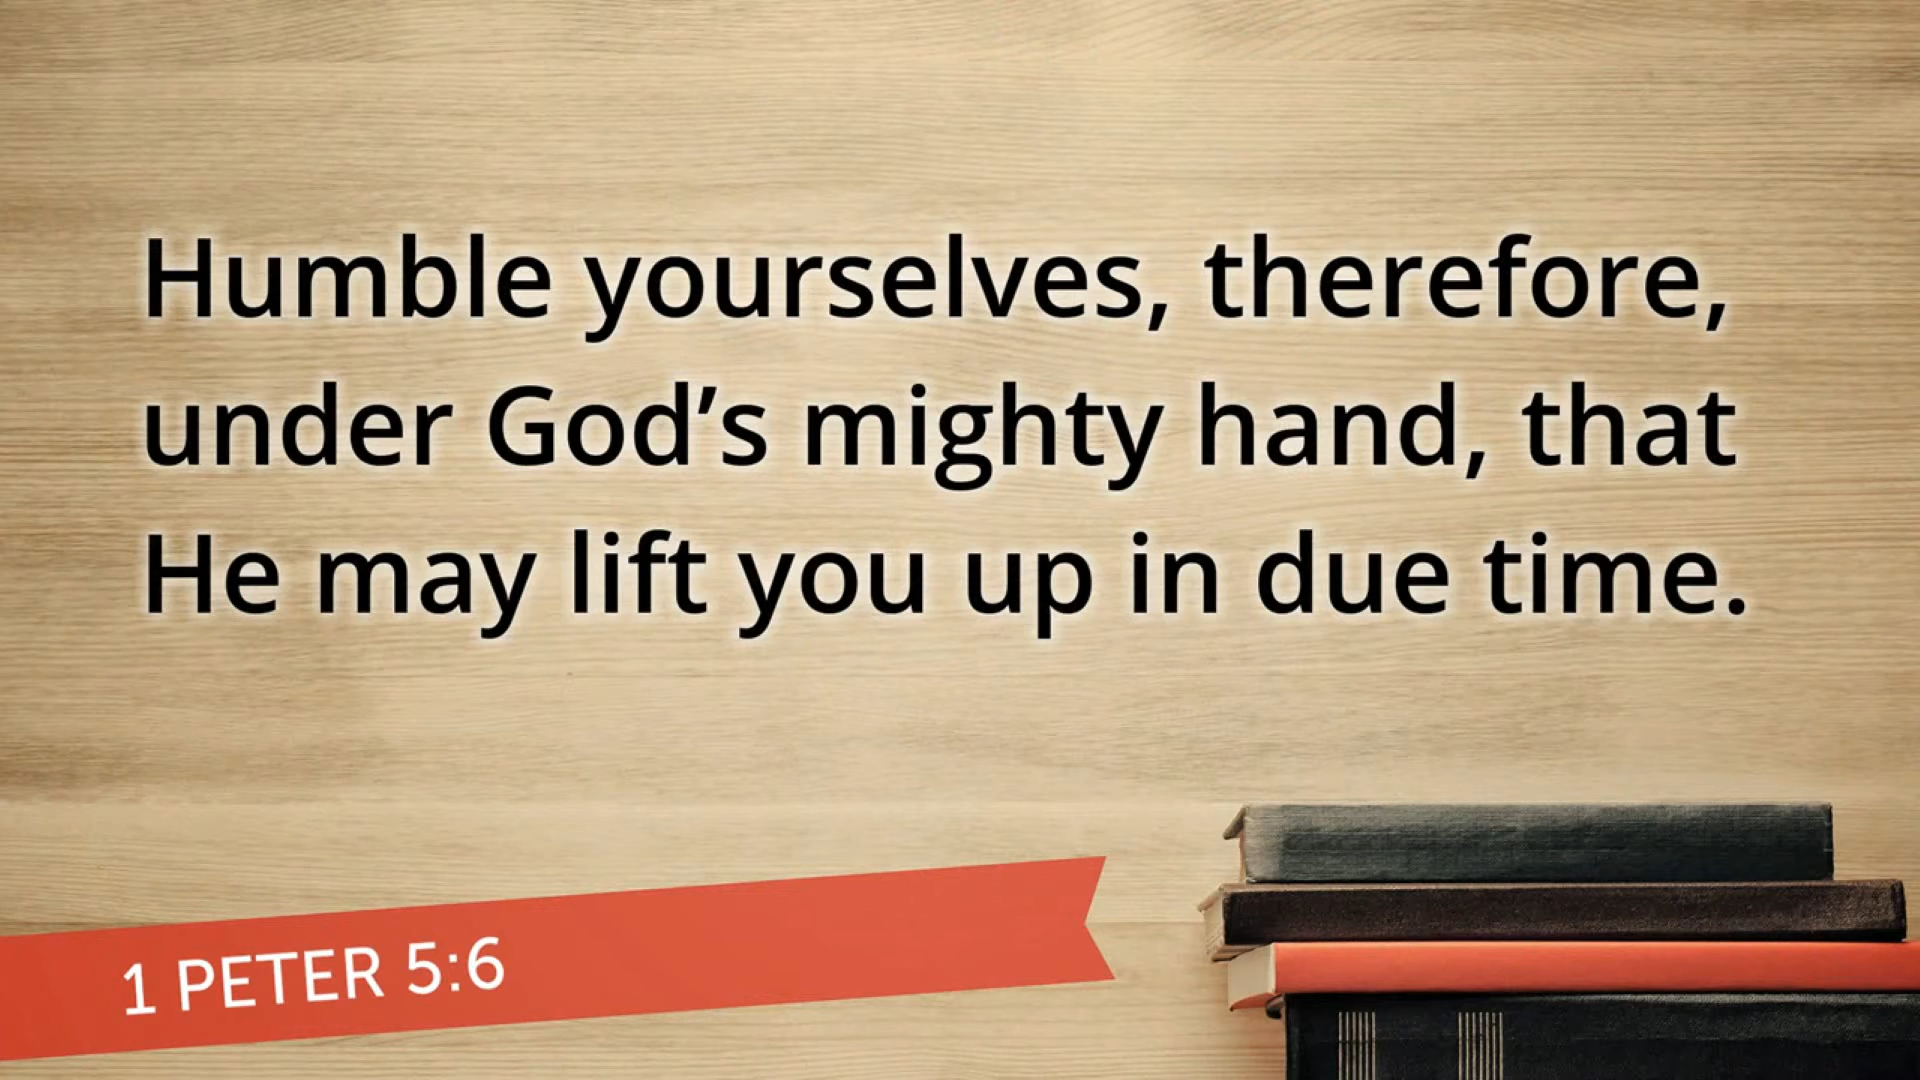 Humble yourselves, therefore,
under God’s mighty hand, that
He may lift you up in due time.
1 PETER 5:6